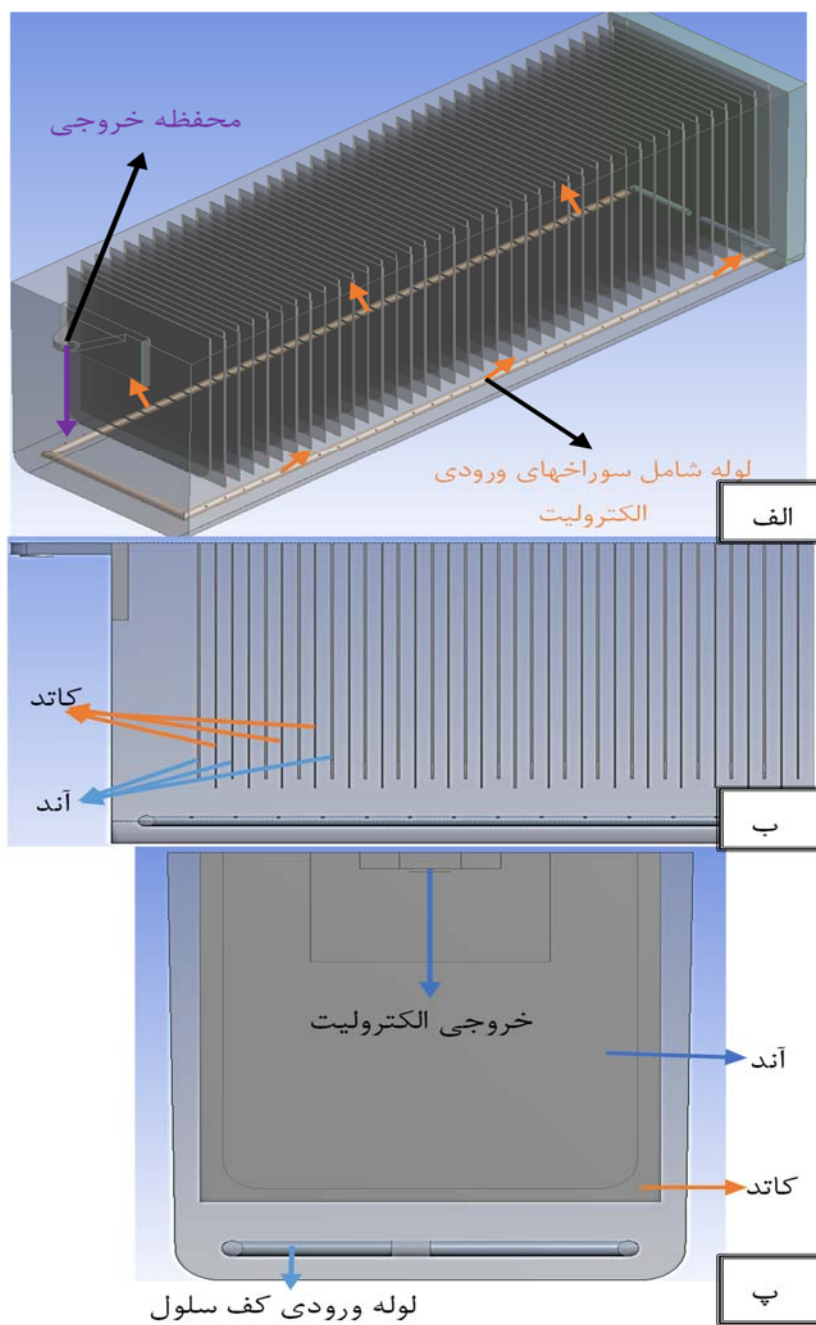 محفظه خروجی
لوله شامل سوراخهای ورودی
الکترولیت
الف
کاتد
آند
ب
خروجی الکترولیت
آند
کاتد
لوله ورودی کف سلول
پ